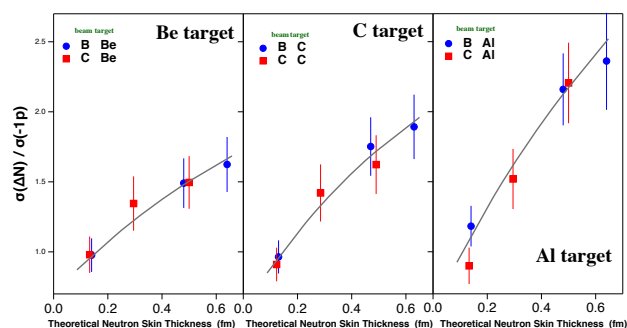 beam target
B Be
C Be
Be target
beam target
B C
C C
C target
beam target
B Al
C Al
Al target
σ(ΔN) / σ(-1p)
2.5
2.0
1.5
1.0
0.0 0.2 0.4 0.6
0.0 0.2 0.4 0.6
0.0 0.2 0.4 0.6
Theoretical Neutron Skin Thickness (fm)
Theoretical Neutron Skin Thickness (fm)
Theoretical Neutron Skin Thickness (fm)